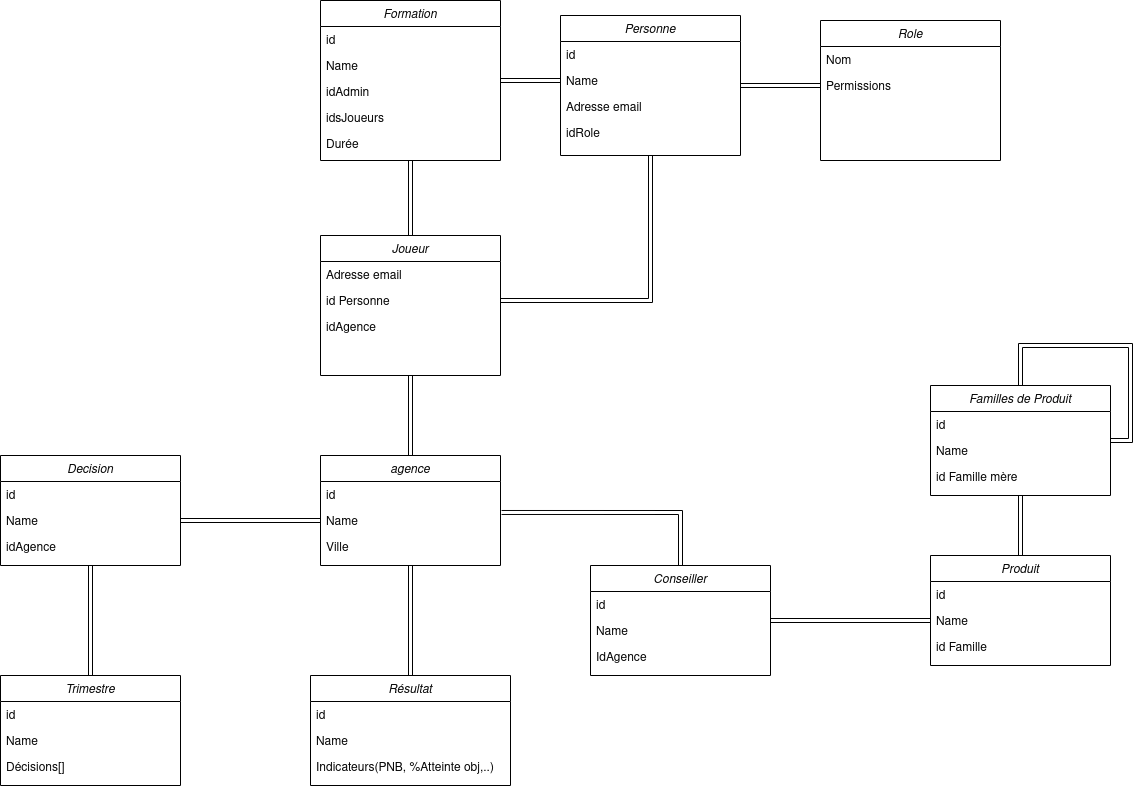 Formation
id
Name
idAdmin
idsJoueurs
Durée
Personne
id
Name
Adresse email
idRole
Role
Nom
Permissions
Joueur
Adresse email
id Personne
idAgence
Familles de Produit
id
Name
id Famille mère
Decision
id
Name
idAgence
agence
id
Name
Ville
Conseiller
id
Name
IdAgence
Produit
id
Name
id Famille
Trimestre
id
Name
Décisions[]
Résultat
id
Name
Indicateurs(PNB, %Atteinte obj,..)